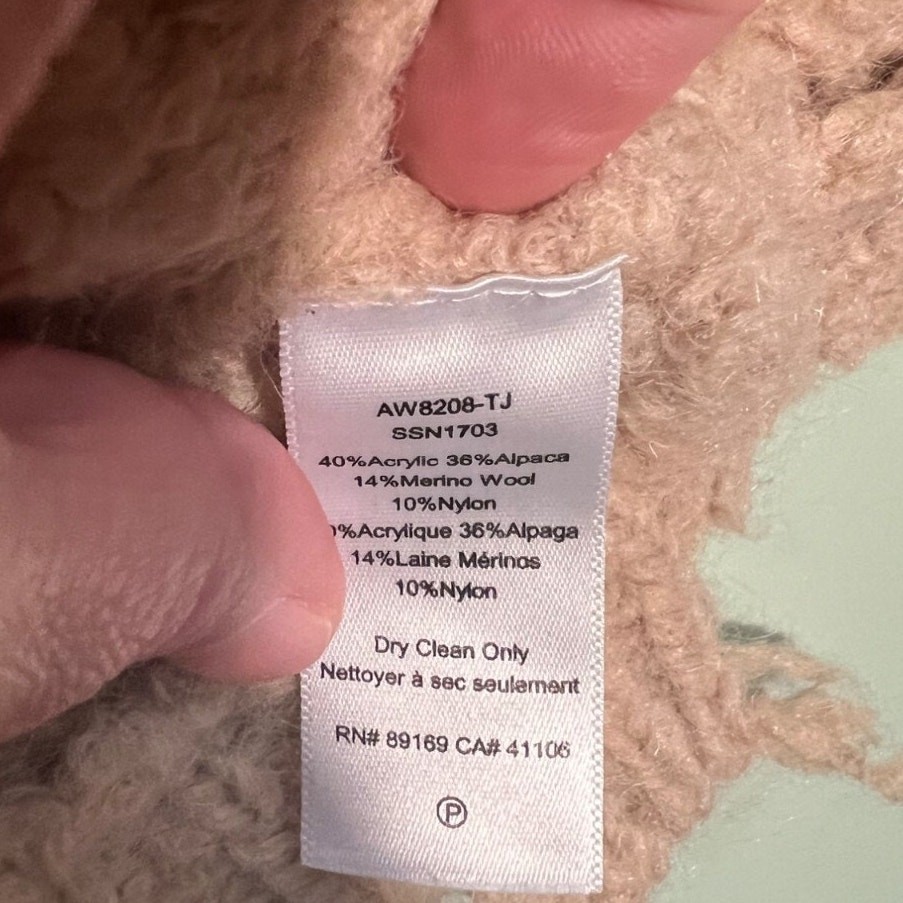 AW8208-TJ
SSN1703
40%Acrylic 36%Alpaca
14%Merino Wool
10%Nylon
%Acrylique 36%Alpaga
14%Laine Mérinos
10%Nylon
Dry Clean Only
Nettoyer à sec seulement
RN# 89169 CA# 41106
P